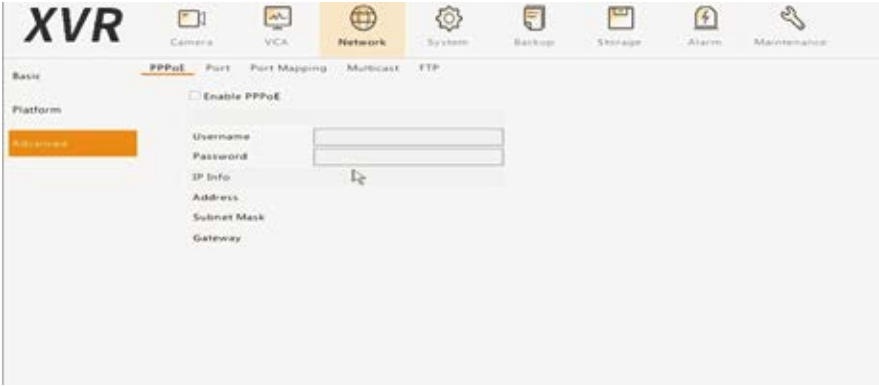 XVR
Camera VCA Network System Backup Storage Alarm Maintenance
PPPoE Port Port Mapping Multicast FTP
Basic
Platform
Advanced
Enable PPPoE
Username
Password
IP Info
Address
Subnet Mask
Gateway